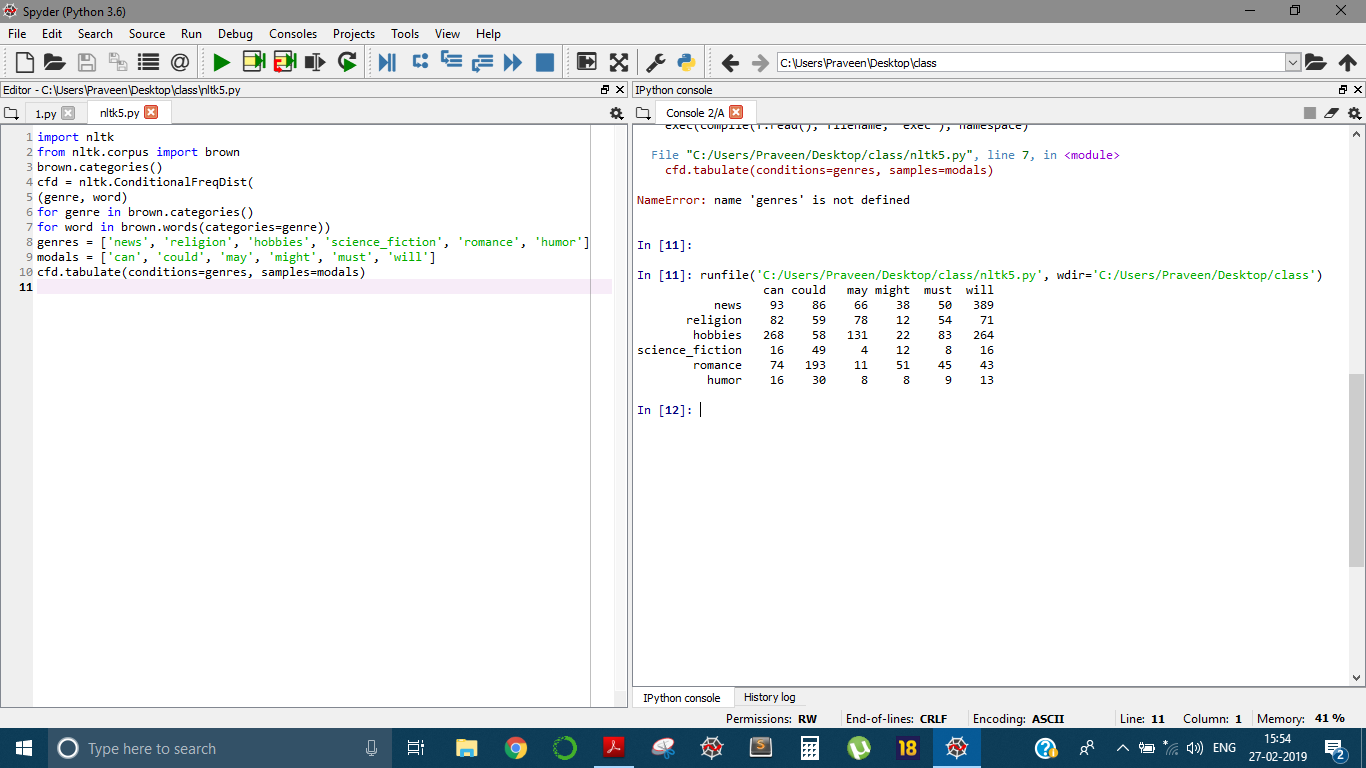 Spyder (Python 3.6)
File Edit Search Source Run Debug Consoles Projects Tools View Help
C:\Users\Praveen\Desktop\class
Editor - C:\Users\Praveen\Desktop\class\nltk5.py
1.py nltk5.py
1 import nltk
2 from nltk.corpus import brown
3 brown.categories()
4 cfd = nltk.ConditionalFreqDist(
5 (genre, word)
6 for genre in brown.categories()
7 for word in brown.words(categories=genre))
8 genres = ['news', 'religion', 'hobbies', 'science_fiction', 'romance', 'humor']
9 modals = ['can', 'could', 'may', 'might', 'must', 'will']
10 cfd.tabulate(conditions=genres, samples=modals)
11
IPython console
Console 2/A
exec(compile(f.read(), filename, 'exec'), namespace)
File "C:/Users/Praveen/Desktop/class/nltk5.py", line 7, in <module>
cfd.tabulate(conditions=genres, samples=modals)
NameError: name 'genres' is not defined
In [11]:
In [11]: runfile('C:/Users/Praveen/Desktop/class/nltk5.py', wdir='C:/Users/Praveen/Desktop/class')
can could may might must will
news 93 86 66 38 50 389
religion 82 59 78 12 54 71
hobbies 268 58 131 22 83 264
science_fiction 16 49 4 12 8 16
romance 74 193 11 51 45 43
humor 16 30 8 8 9 13
In [12]:
IPython console History log
Permissions: RW End-of-lines: CRLF Encoding: ASCII Line: 11 Column: 1 Memory: 41 %
Type here to search
18
ENG
15:54
27-02-2019
2